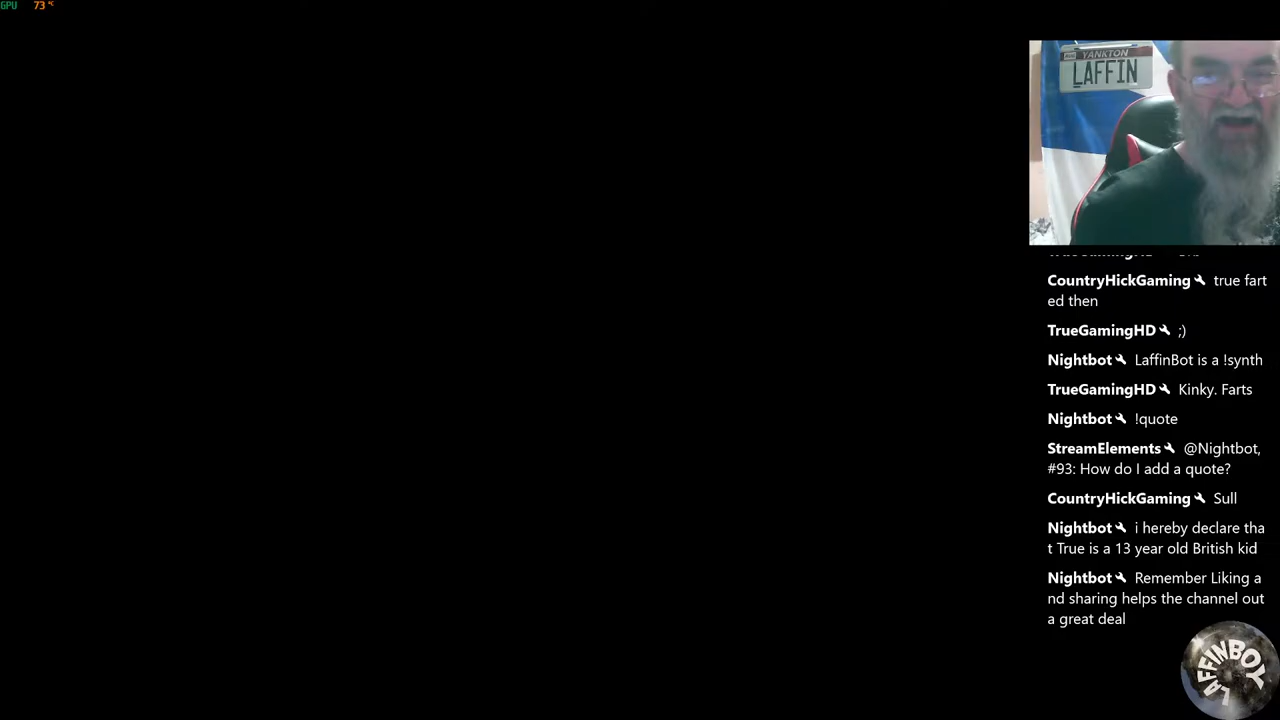 GPU 73 °C
YANKTON
LAFFIN
CountryHickGaming true fart
ed then
TrueGamingHD ;)
Nightbot LaffinBot is a !synth
TrueGamingHD Kinky. Farts
Nightbot !quote
StreamElements @Nightbot,
#93: How do I add a quote?
CountryHickGaming Sull
Nightbot i hereby declare tha
t True is a 13 year old British kid
Nightbot Remember Liking a
nd sharing helps the channel out
a great deal
LAFFINBOY